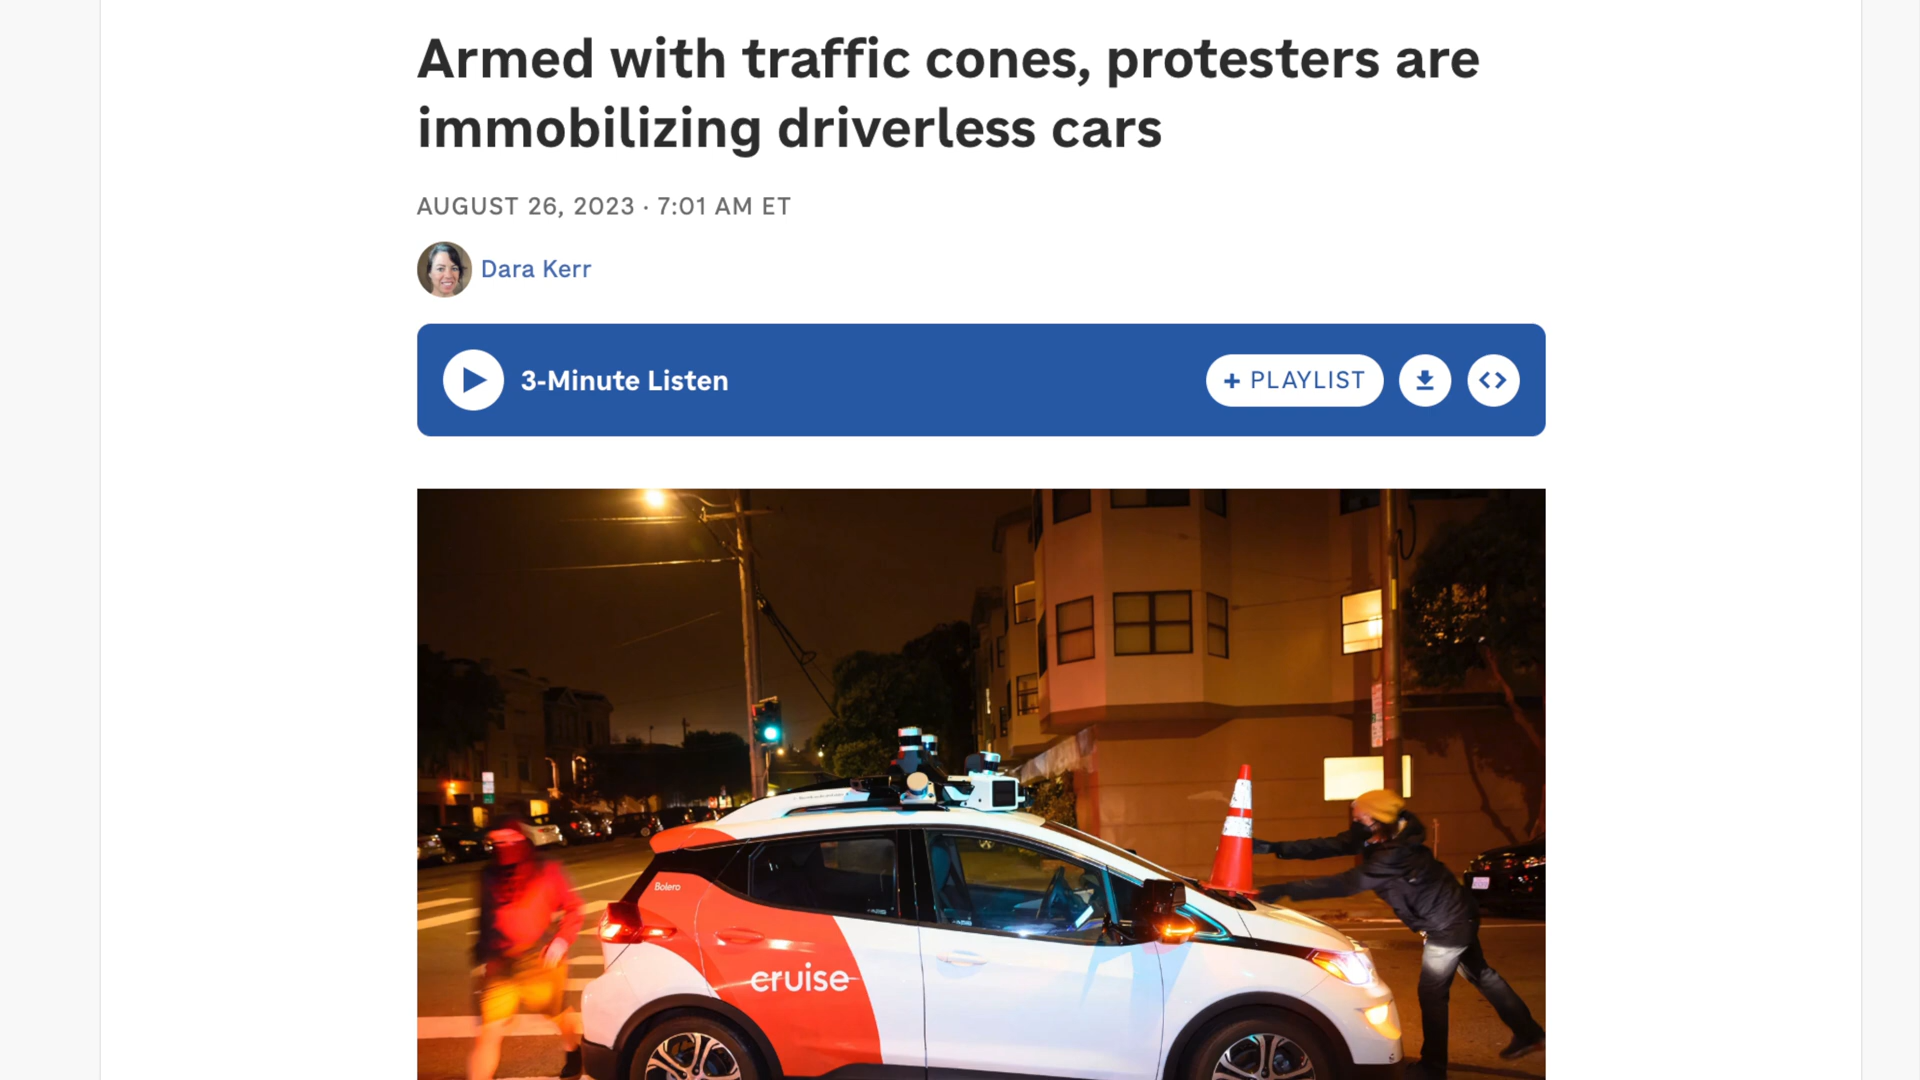 Armed with traffic cones, protesters are
immobilizing driverless cars
AUGUST 26, 2023 · 7:01 AM ET
Dara Kerr
3-Minute Listen
+ PLAYLIST
Bolero
cruise